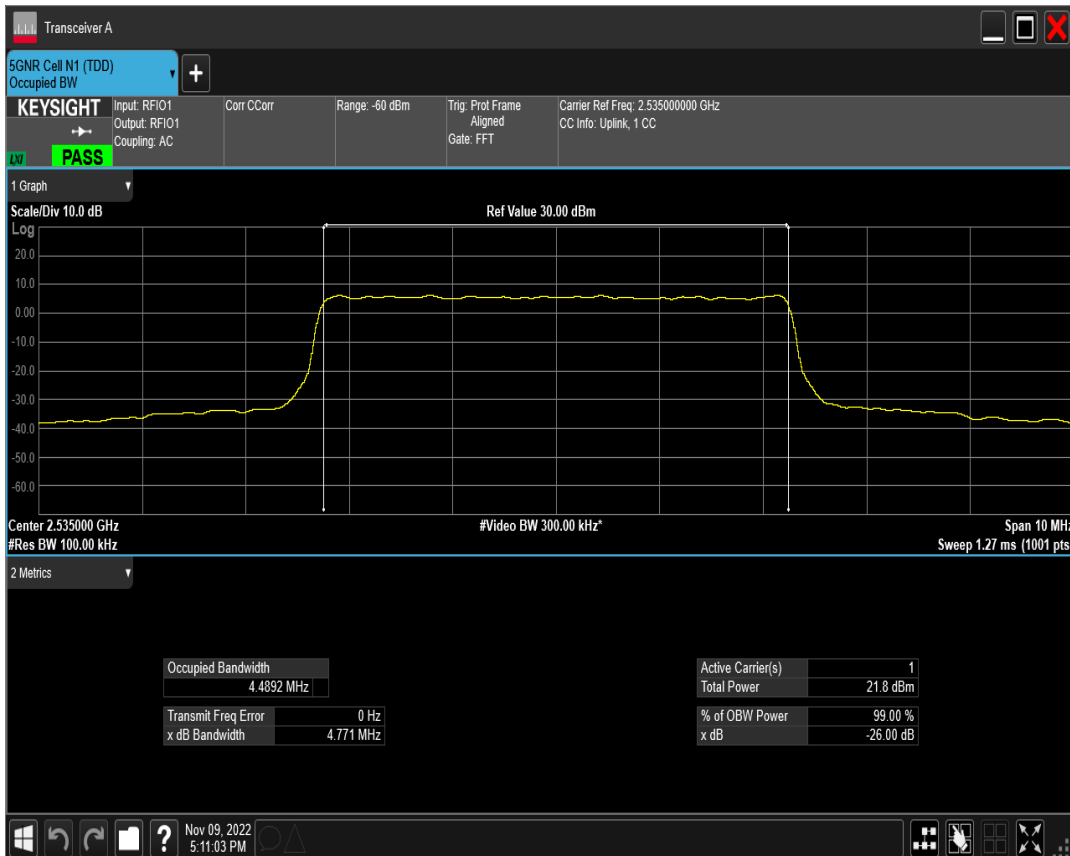 Transceiver A
5GNR Cell N1 (TDD)
Occupied BW
+
KEYSIGHT
LXI
PASS
Input: RFIO1
Output: RFIO1
Coupling: AC
Corr CCorr
Range: -60 dBm
Trig: Prot Frame
Aligned
Gate: FFT
Carrier Ref Freq: 2.535000000 GHz
CC Info: Uplink, 1 CC
1 Graph
Scale/Div 10.0 dB
Ref Value 30.00 dBm
Log
20.0
10.0
0.00
-10.0
-20.0
-30.0
-40.0
-50.0
-60.0
Center 2.535000 GHz
#Video BW 300.00 kHz*
Span 10 MHz
#Res BW 100.00 kHz
Sweep 1.27 ms (1001 pts
2 Metrics
Occupied Bandwidth
4.4892 MHz
Transmit Freq Error 0 Hz
x dB Bandwidth 4.771 MHz
Active Carrier(s) 1
Total Power 21.8 dBm
% of OBW Power 99.00 %
x dB -26.00 dB
?
Nov 09, 2022
5:11:03 PM